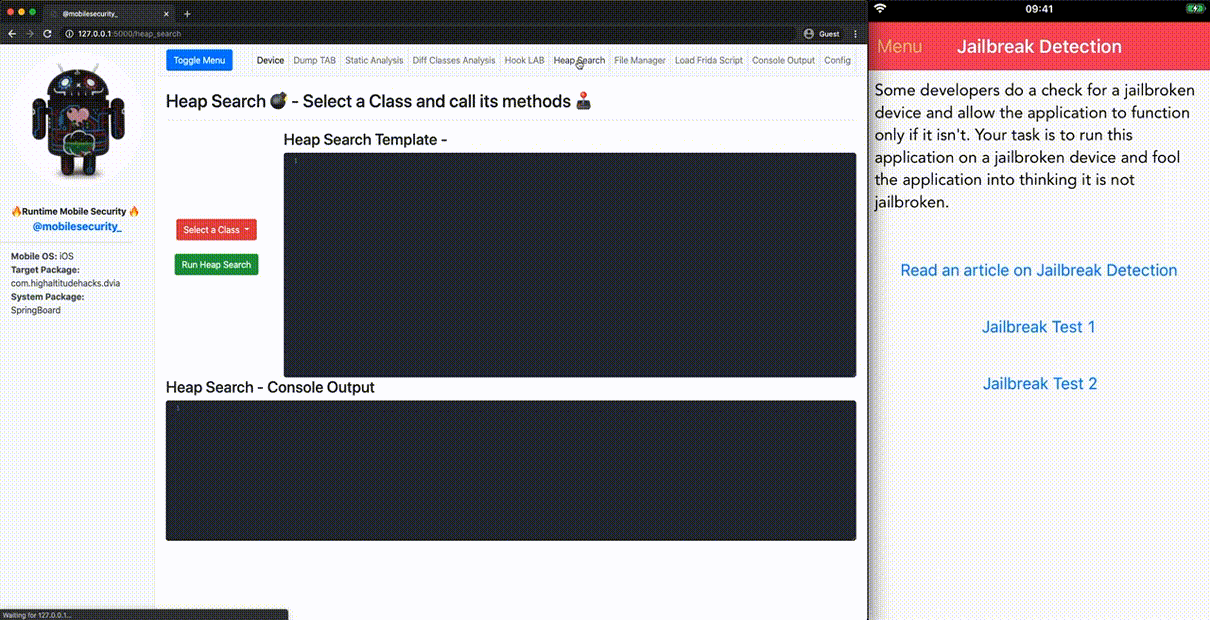 @mobilesecurity_
127.0.0.1:5000/heap_search
Guest
Toggle Menu
Device
Dump TAB
Static Analysis
Diff Classes Analysis
Hook LAB
Heap Search
File Manager
Load Frida Script
Console Output
Config
🔥Runtime Mobile Security 🔥
@mobilesecurity_
Mobile OS: iOS
Target Package:
com.highaltitudehacks.dvia
System Package:
SpringBoard
Heap Search 💣 - Select a Class and call its methods 🕹️
Heap Search Template -
1
Select a Class
Run Heap Search
Heap Search - Console Output
1
Waiting for 127.0.0.1...
09:41
Menu
Jailbreak Detection
Some developers do a check for a jailbroken
device and allow the application to function
only if it isn't. Your task is to run this
application on a jailbroken device and fool
the application into thinking it is not
jailbroken.
Read an article on Jailbreak Detection
Jailbreak Test 1
Jailbreak Test 2